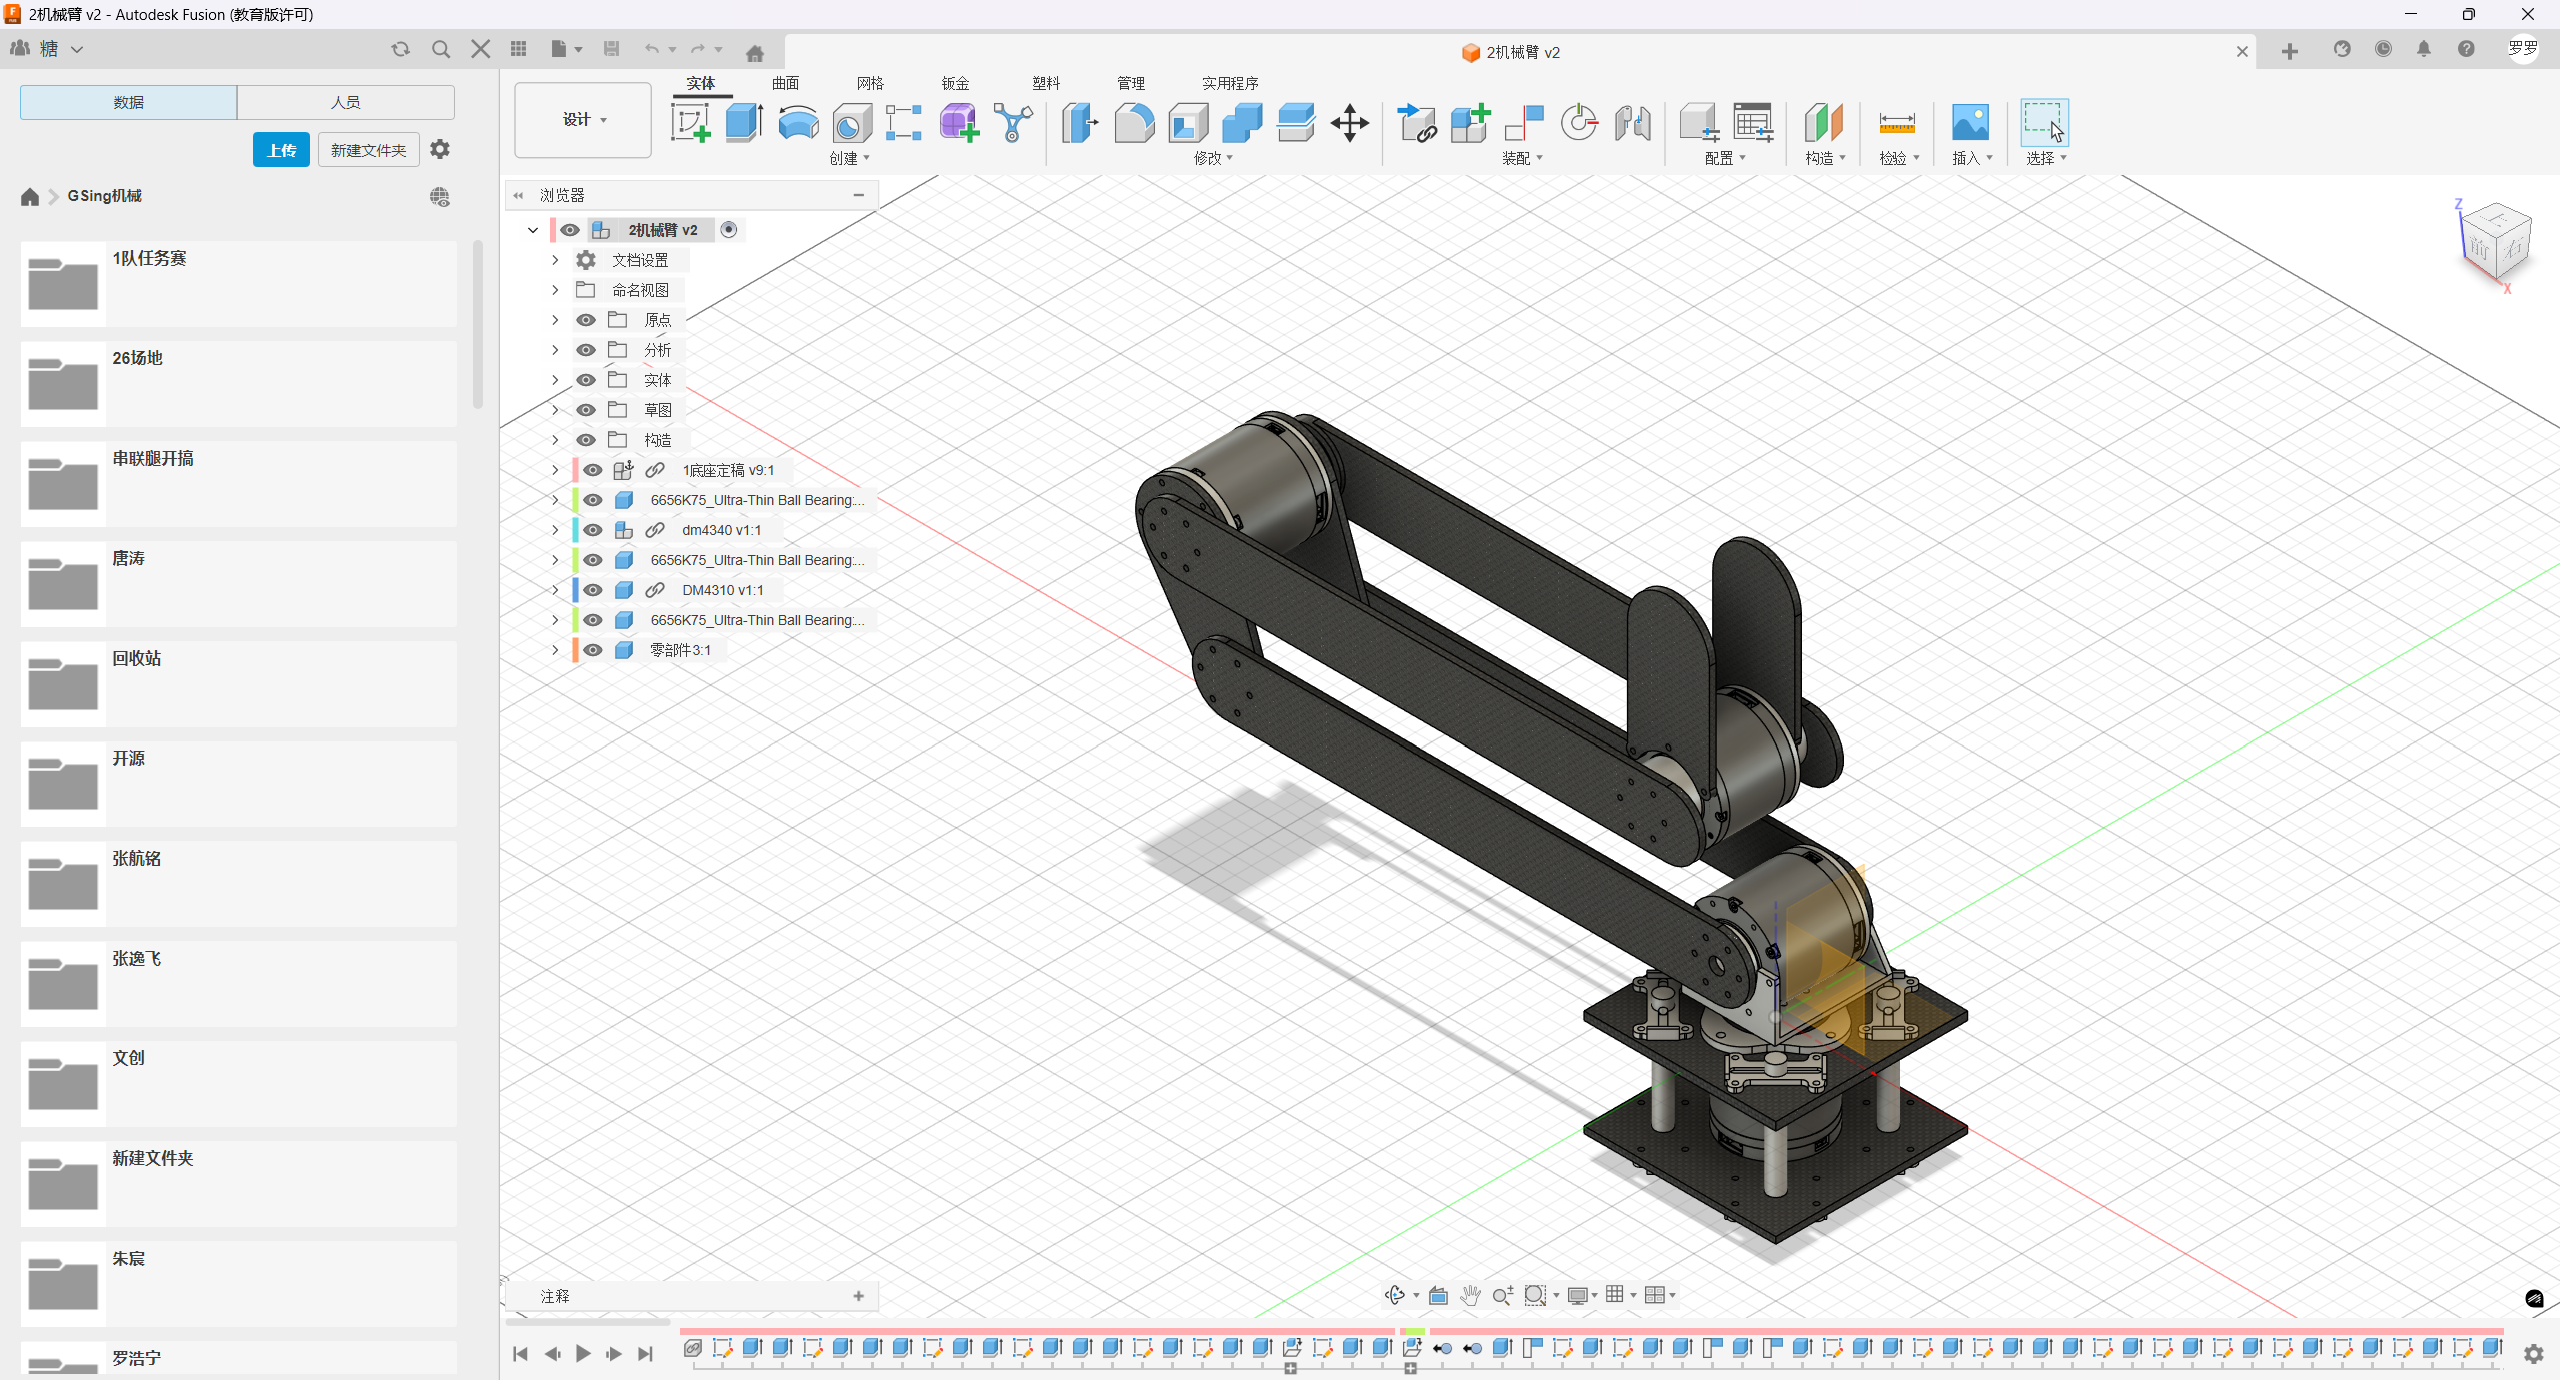 2机械臂 v2 - Autodesk Fusion (教育版许可)
糖
2机械臂 v2
罗罗
数据
人员
上传
新建文件夹
GSing机械
1队任务赛
26场地
串联腿开搞
唐涛
回收站
开源
张航铭
张逸飞
文创
新建文件夹
朱宸
罗浩宁
设计
实体
曲面
网格
钣金
塑料
管理
实用程序
创建
修改
装配
配置
构造
检验
插入
选择
浏览器
2机械臂 v2
文档设置
命名视图
原点
分析
实体
草图
构造
1底座定稿 v9:1
6656K75_Ultra-Thin Ball Bearing:...
dm4340 v1:1
6656K75_Ultra-Thin Ball Bearing:...
DM4310 v1:1
6656K75_Ultra-Thin Ball Bearing:...
零部件3:1
Z
上
前
右
X
注释